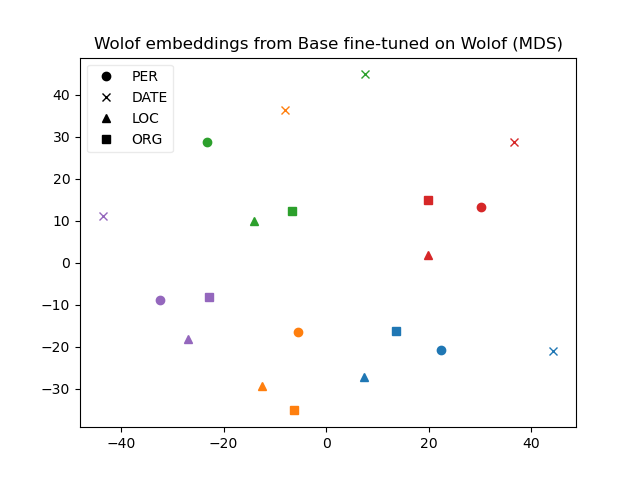 Wolof embeddings from Base fine-tuned on Wolof (MDS)
PER
DATE
LOC
ORG
40
30
20
10
0
−10
−20
−30
−40
−20
0
20
40